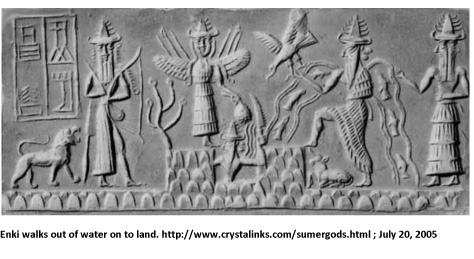 Enki walks out of water on to land. http://www.crystalinks.com/sumergods.html ; July 20, 2005